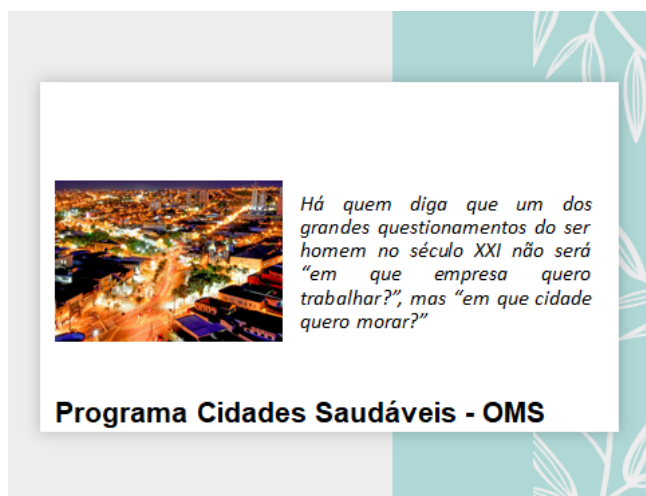 Há quem diga que um dos
grandes questionamentos do ser
homem no século XXI não será
“em que empresa quero
trabalhar?”, mas “em que cidade
quero morar?”
Programa Cidades Saudáveis - OMS